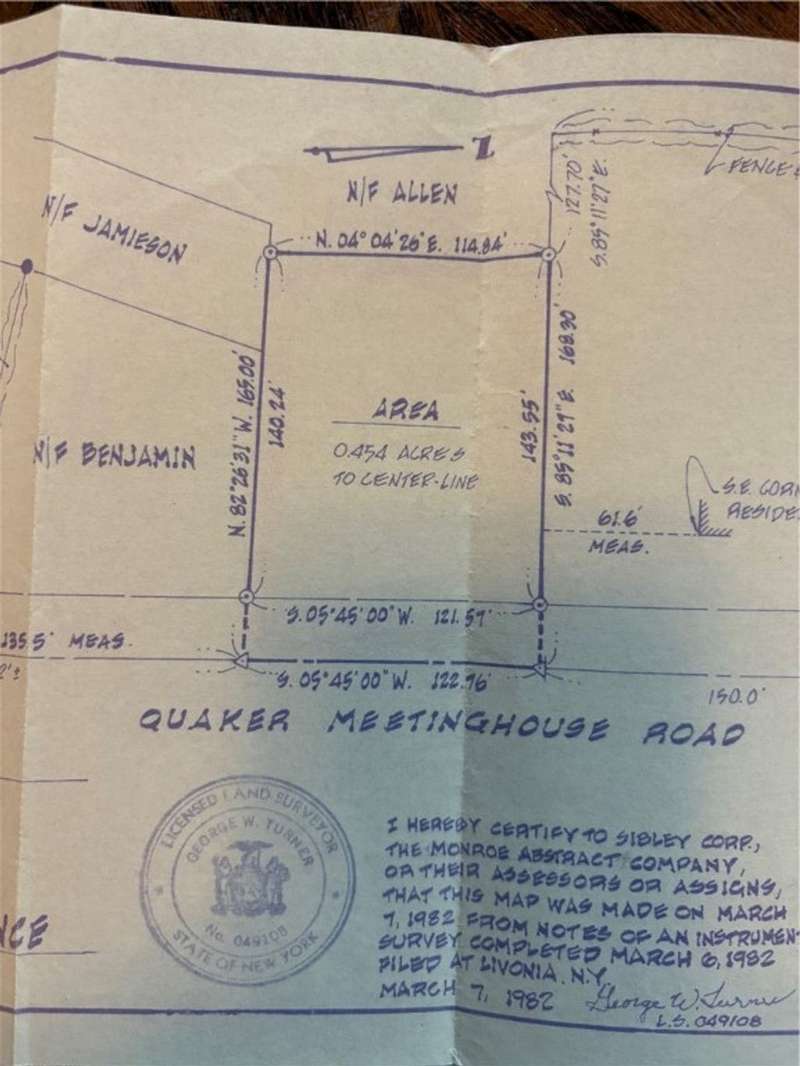 N/F ALLEN
N/F JAMIESON
N. 04° 04' 26" E. 114.84'
127.70'
S. 85° 11' 27" E.
FENCE
N. 82° 26' 31" W. 165.00'
140.24'
AREA
0.454 ACRES
TO CENTER-LINE
143.55'
S. 85° 11' 27" E. 168.30'
N/F BENJAMIN
S.E. CORN
RESIDE
61.6'
MEAS.
S. 05° 45' 00" W. 121.57'
135.5' MEAS.
S. 05° 45' 00" W. 122.76'
150.0'
QUAKER MEETINGHOUSE ROAD
LICENSED LAND SURVEYOR
GEORGE W. TURNER
No. 049108
STATE OF NEW YORK
I HEREBY CERTIFY TO SIBLEY CORP.,
THE MONROE ABSTRACT COMPANY,
OR THEIR ASSESSORS OR ASSIGNS,
THAT THIS MAP WAS MADE ON MARCH
7, 1982 FROM NOTES OF AN INSTRUMENT
SURVEY COMPLETED MARCH 6, 1982
FILED AT LIVONIA, N.Y.
MARCH 7, 1982 George W. Turner
L.S. 049108
NCE